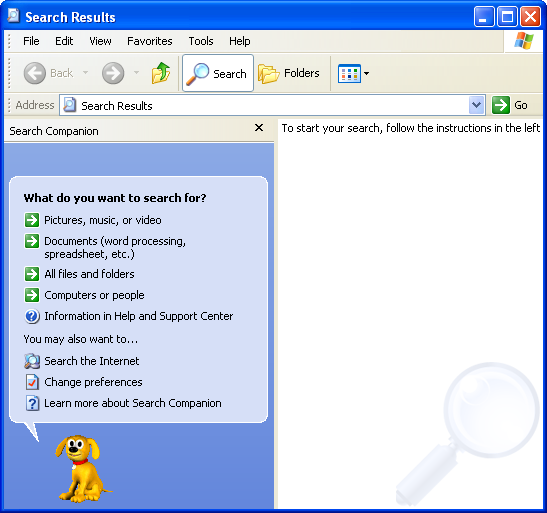 Search Results
File Edit View Favorites Tools Help
Back Search Folders
Address Search Results Go
Search Companion
To start your search, follow the instructions in the left
What do you want to search for?
Pictures, music, or video
Documents (word processing,
spreadsheet, etc.)
All files and folders
Computers or people
Information in Help and Support Center
You may also want to...
Search the Internet
Change preferences
Learn more about Search Companion